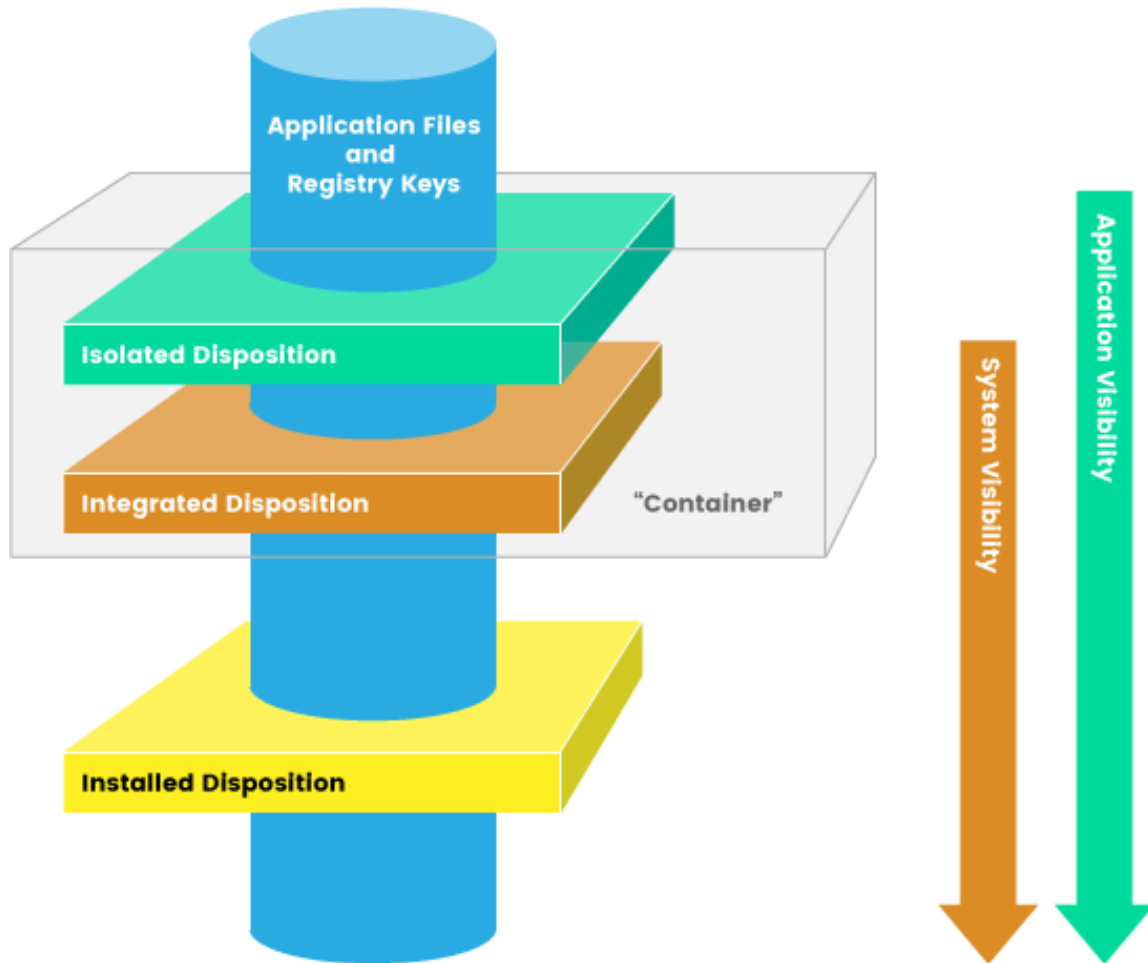 Application Files
and
Registry Keys
Isolated Disposition
Integrated Disposition
“Container”
Installed Disposition
System Visibility
Application Visibility